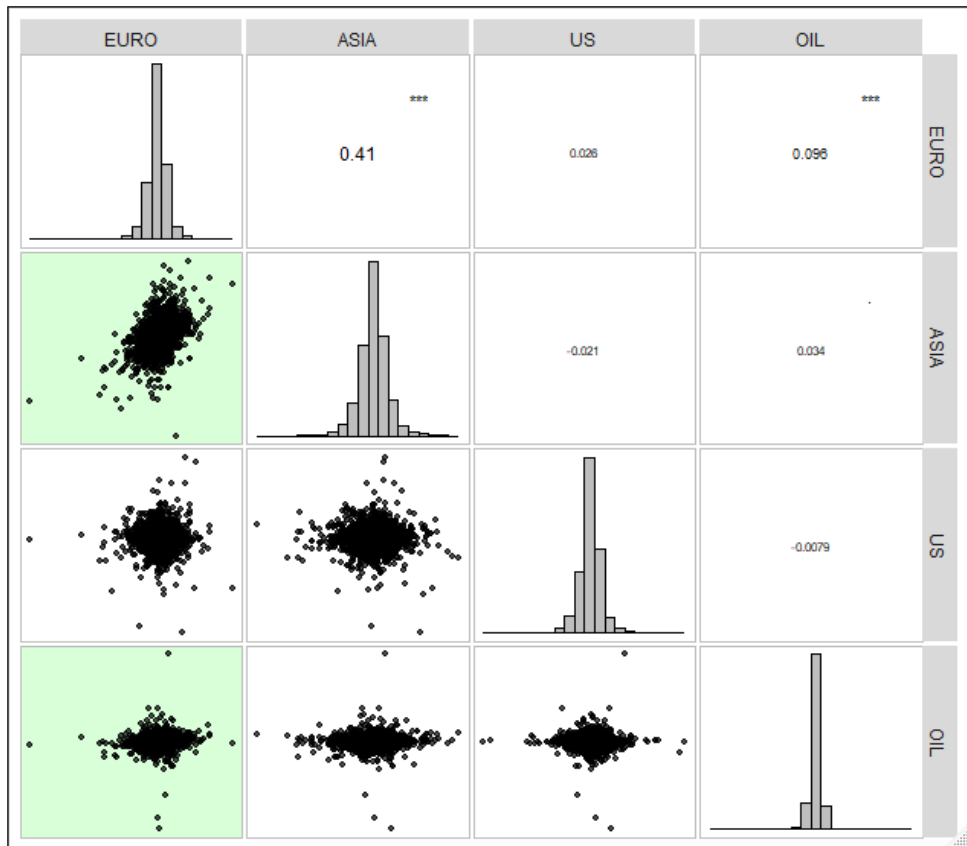 EURO ASIA US OIL
*** ***
0.41 0.026 0.096
EURO
.
-0.021 0.034
ASIA
-0.0079
US
OIL